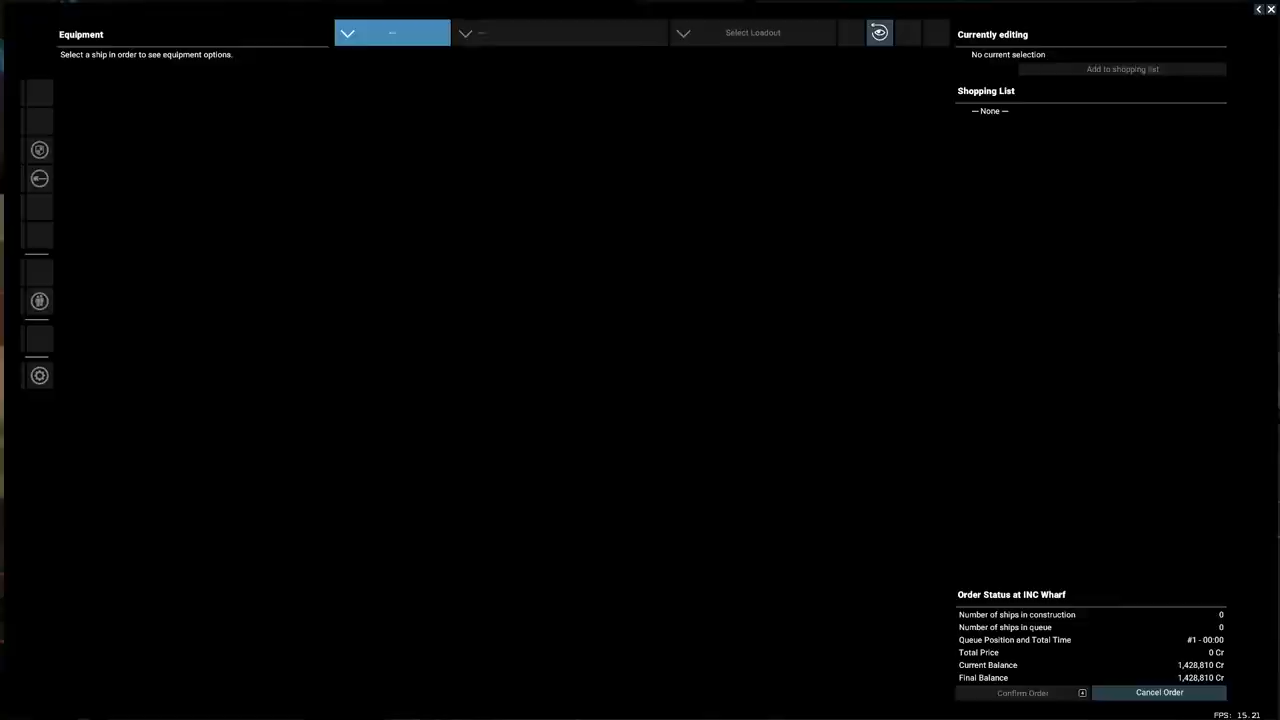 Equipment
Select a ship in order to see equipment options.
Select Loadout
Currently editing
No current selection
Add to shopping list
Shopping List
— None —
Order Status at INC Wharf
Number of ships in construction 0
Number of ships in queue 0
Queue Position and Total Time #1 - 00:00
Total Price 0 Cr
Current Balance 1,428,810 Cr
Final Balance 1,428,810 Cr
Confirm Order
Cancel Order
FPS: 15.21